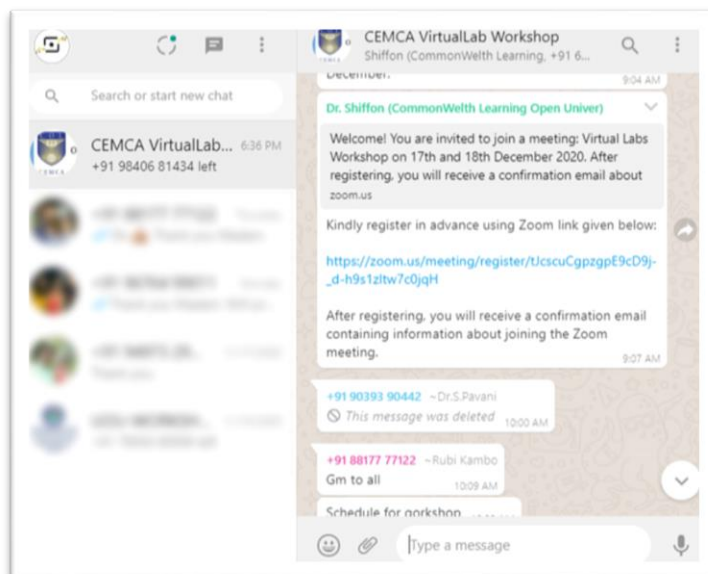 Search or start new chat
CEMCA VirtualLab... 6:36 PM
+91 98406 81434 left
CEMCA VirtualLab Workshop
Shiffon (CommonWelth Learning, +91 6...
December.
9:04 AM
Dr. Shiffon (CommonWelth Learning Open Univer)
Welcome! You are invited to join a meeting: Virtual Labs
Workshop on 17th and 18th December 2020. After
registering, you will receive a confirmation email about
zoom.us
Kindly register in advance using Zoom link given below:
https://zoom.us/meeting/register/tJcscuCgpzgpE9cD9j-
_d-h9s1zltw7c0jqH
After registering, you will receive a confirmation email
containing information about joining the Zoom
meeting.
9:07 AM
+91 90393 90442 ~Dr.S.Pavani
This message was deleted 10:00 AM
+91 88177 77122 ~Rubi Kambo
Gm to all
10:09 AM
Schedule for gorkshop
Type a message